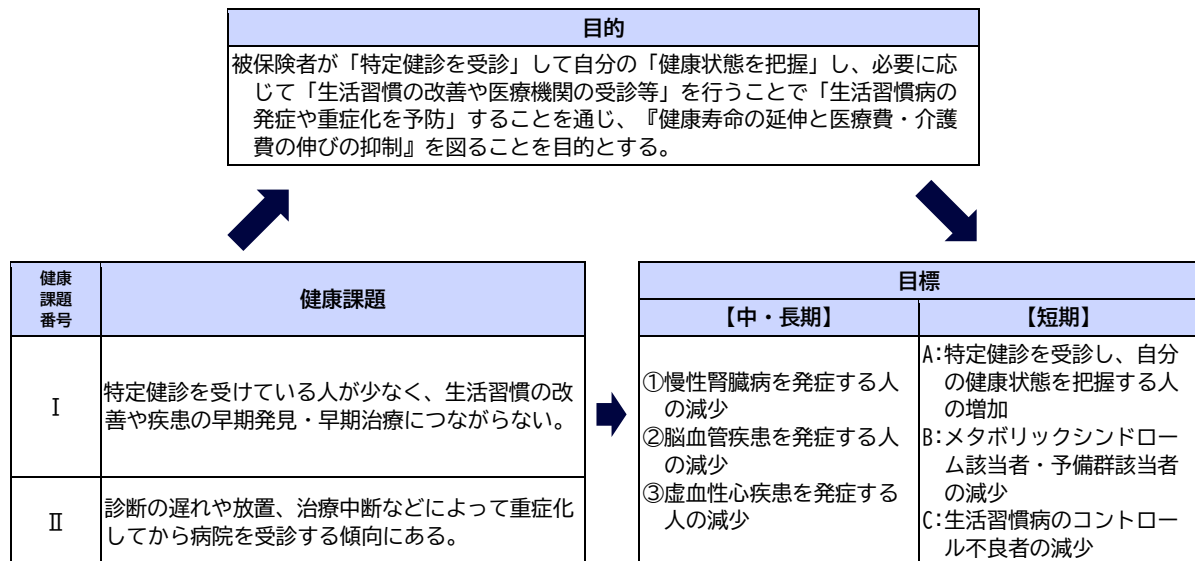 目的
被保険者が「特定健診を受診」して自分の「健康状態を把握」し、必要に応
じて「生活習慣の改善や医療機関の受診等」を行うことで「生活習慣病の
発症や重症化を予防」することを通じ、『健康寿命の延伸と医療費・介護
費の伸びの抑制』を図ることを目的とする。
健康
課題
番号
健康課題
Ⅰ
特定健診を受けている人が少なく、生活習慣の改
善や疾患の早期発見・早期治療につながらない。
Ⅱ
診断の遅れや放置、治療中断などによって重症化
してから病院を受診する傾向にある。
目標
【中・長期】
【短期】
①慢性腎臓病を発症する人
の減少
②脳血管疾患を発症する人
の減少
③虚血性心疾患を発症する
人の減少
A:特定健診を受診し、自分
の健康状態を把握する人
の増加
B:メタボリックシンドロー
ム該当者・予備群該当者
の減少
C:生活習慣病のコントロー
ル不良者の減少